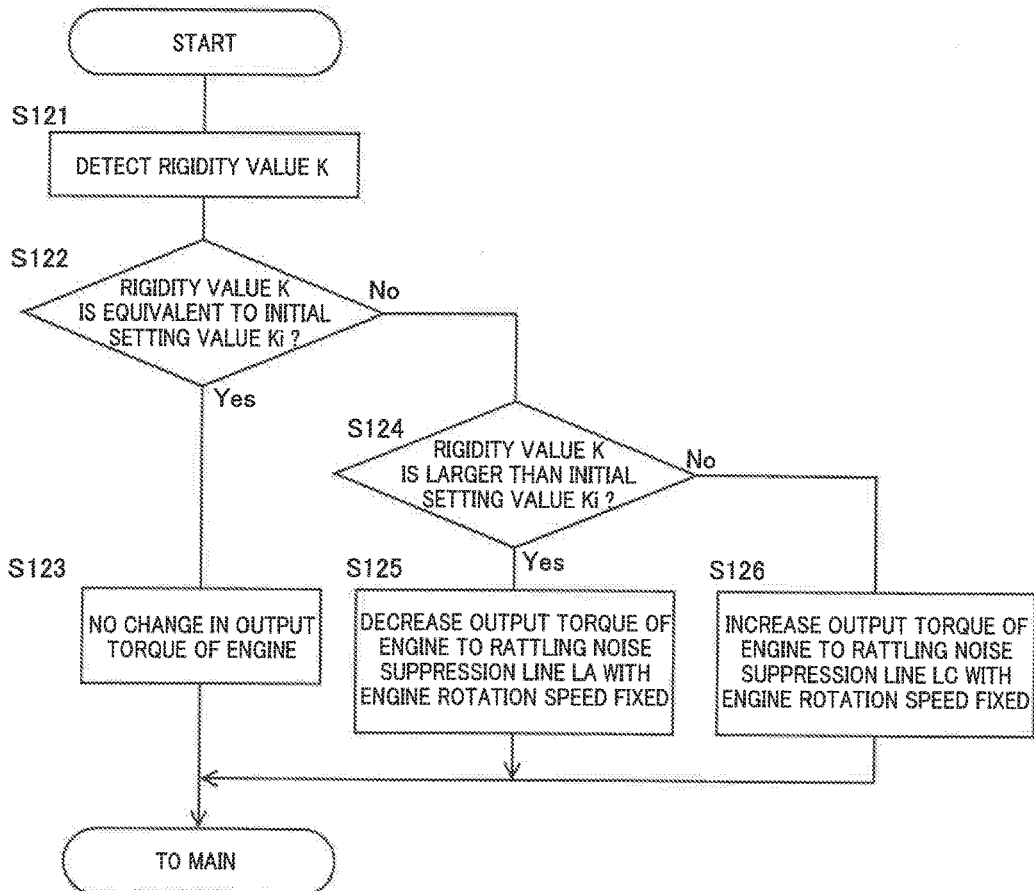 START
S121
DETECT RIGIDITY VALUE K
S122
RIGIDITY VALUE K
IS EQUIVALENT TO INITIAL
SETTING VALUE Ki ?
No
Yes
S124
RIGIDITY VALUE K
IS LARGER THAN INITIAL
SETTING VALUE Ki ?
No
Yes
S123
NO CHANGE IN OUTPUT
TORQUE OF ENGINE
S125
DECREASE OUTPUT TORQUE OF
ENGINE TO RATTLING NOISE
SUPPRESSION LINE LA WITH
ENGINE ROTATION SPEED FIXED
S126
INCREASE OUTPUT TORQUE OF
ENGINE TO RATTLING NOISE
SUPPRESSION LINE LC WITH
ENGINE ROTATION SPEED FIXED
TO MAIN